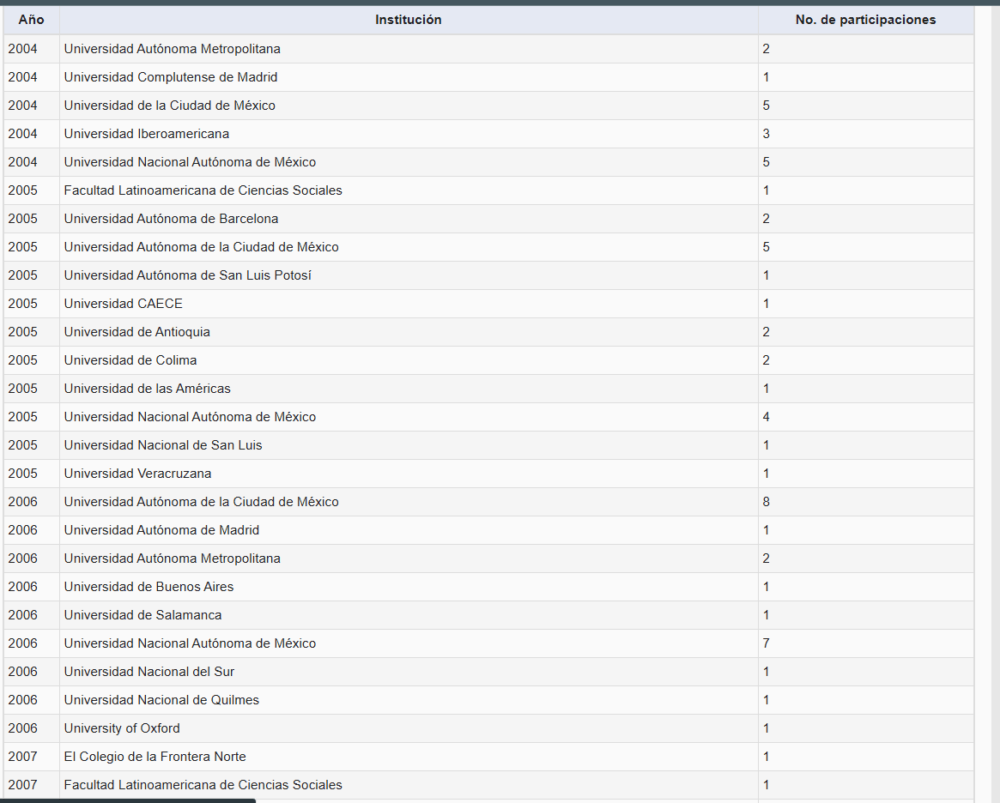 Año Institución No. de participaciones
2004 Universidad Autónoma Metropolitana 2
2004 Universidad Complutense de Madrid 1
2004 Universidad de la Ciudad de México 5
2004 Universidad Iberoamericana 3
2004 Universidad Nacional Autónoma de México 5
2005 Facultad Latinoamericana de Ciencias Sociales 1
2005 Universidad Autónoma de Barcelona 2
2005 Universidad Autónoma de la Ciudad de México 5
2005 Universidad Autónoma de San Luis Potosí 1
2005 Universidad CAECE 1
2005 Universidad de Antioquia 2
2005 Universidad de Colima 2
2005 Universidad de las Américas 1
2005 Universidad Nacional Autónoma de México 4
2005 Universidad Nacional de San Luis 1
2005 Universidad Veracruzana 1
2006 Universidad Autónoma de la Ciudad de México 8
2006 Universidad Autónoma de Madrid 1
2006 Universidad Autónoma Metropolitana 2
2006 Universidad de Buenos Aires 1
2006 Universidad de Salamanca 1
2006 Universidad Nacional Autónoma de México 7
2006 Universidad Nacional del Sur 1
2006 Universidad Nacional de Quilmes 1
2006 University of Oxford 1
2007 El Colegio de la Frontera Norte 1
2007 Facultad Latinoamericana de Ciencias Sociales 1